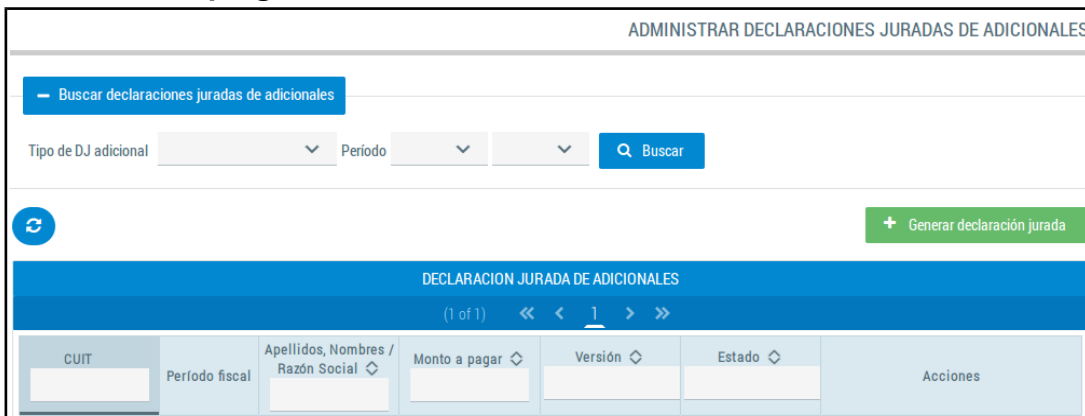 ADMINISTRAR DECLARACIONES JURADAS DE ADICIONALES
Buscar declaraciones juradas de adicionales
Tipo de DJ adicional Período Buscar
Generar declaración jurada
DECLARACION JURADA DE ADICIONALES
(1 of 1) 1
CUIT Período fiscal Apellidos, Nombres / Razón Social Monto a pagar Versión Estado Acciones